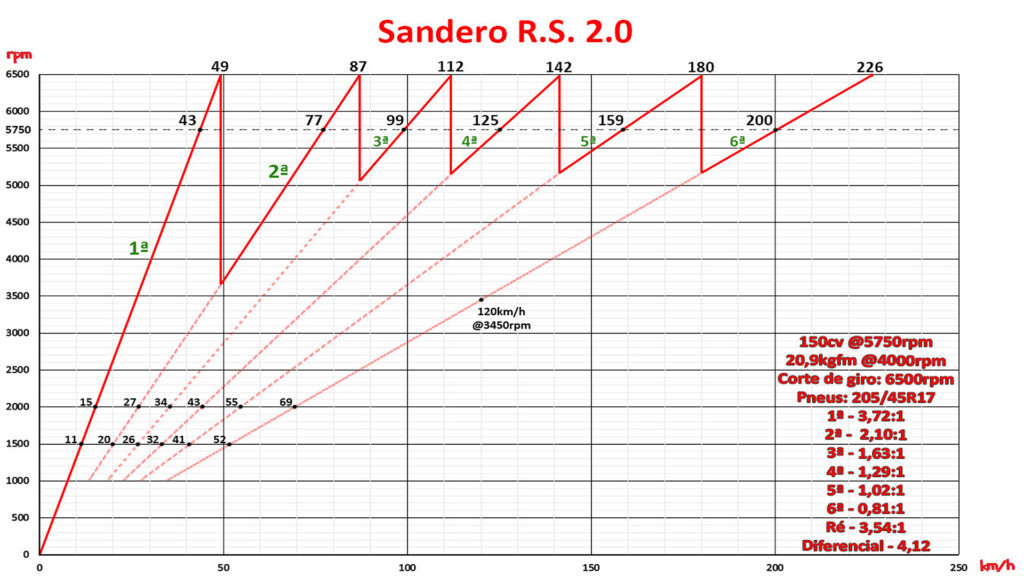 Sandero R.S. 2.0
rpm
49 87 112 142 180 226
6500
6000
43 77 99 125 159 200
5750
3ª 4ª 5ª 6ª
5500
2ª
5000
4500
1ª
4000
3500
120km/h
@3450rpm
3000
2500
15 27 34 43 55 69
2000
11 20 26 32 41 52
1500
1000
500
0
0 50 100 150 200 250 km/h
150cv @5750rpm
20,9kgfm @4000rpm
Corte de giro: 6500rpm
Pneus: 205/45R17
1ª - 3,72:1
2ª - 2,10:1
3ª - 1,63:1
4ª - 1,29:1
5ª - 1,02:1
6ª - 0,81:1
Ré - 3,54:1
Diferencial - 4,12